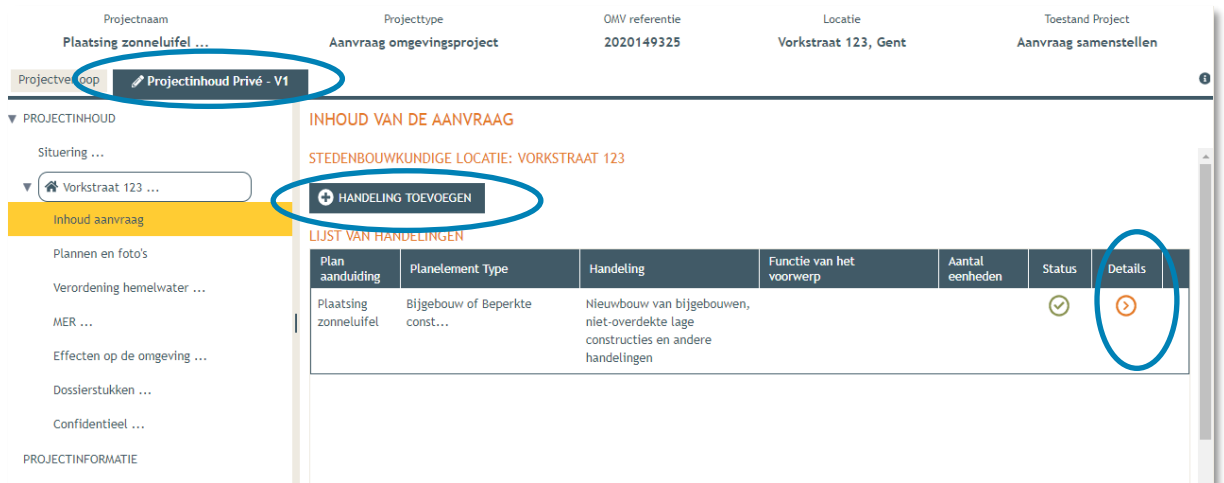 Projectnaam Projecttype OMV referentie Locatie Toestand Project
Plaatsing zonneluifel ... Aanvraag omgevingsproject 2020149325 Vorkstraat 123, Gent Aanvraag samenstellen
Projectverloop Projectinhoud Privé - V1
PROJECTINHOUD
Situering ...
Vorkstraat 123 ...
Inhoud aanvraag
Plannen en foto's
Verordening hemelwater ...
MER ...
Effecten op de omgeving ...
Dossierstukken ...
Confidentieel ...
PROJECTINFORMATIE
INHOUD VAN DE AANVRAAG
STEDENBOUWKUNDIGE LOCATIE: VORKSTRAAT 123
HANDELING TOEVOEGEN
LIJST VAN HANDELINGEN
Plan aanduiding Planelement Type Handeling Functie van het voorwerp Aantal eenheden Status Details
Plaatsing zonneluifel Bijgebouw of Beperkte const... Nieuwbouw van bijgebouwen, niet-overdekte lage constructies en andere handelingen